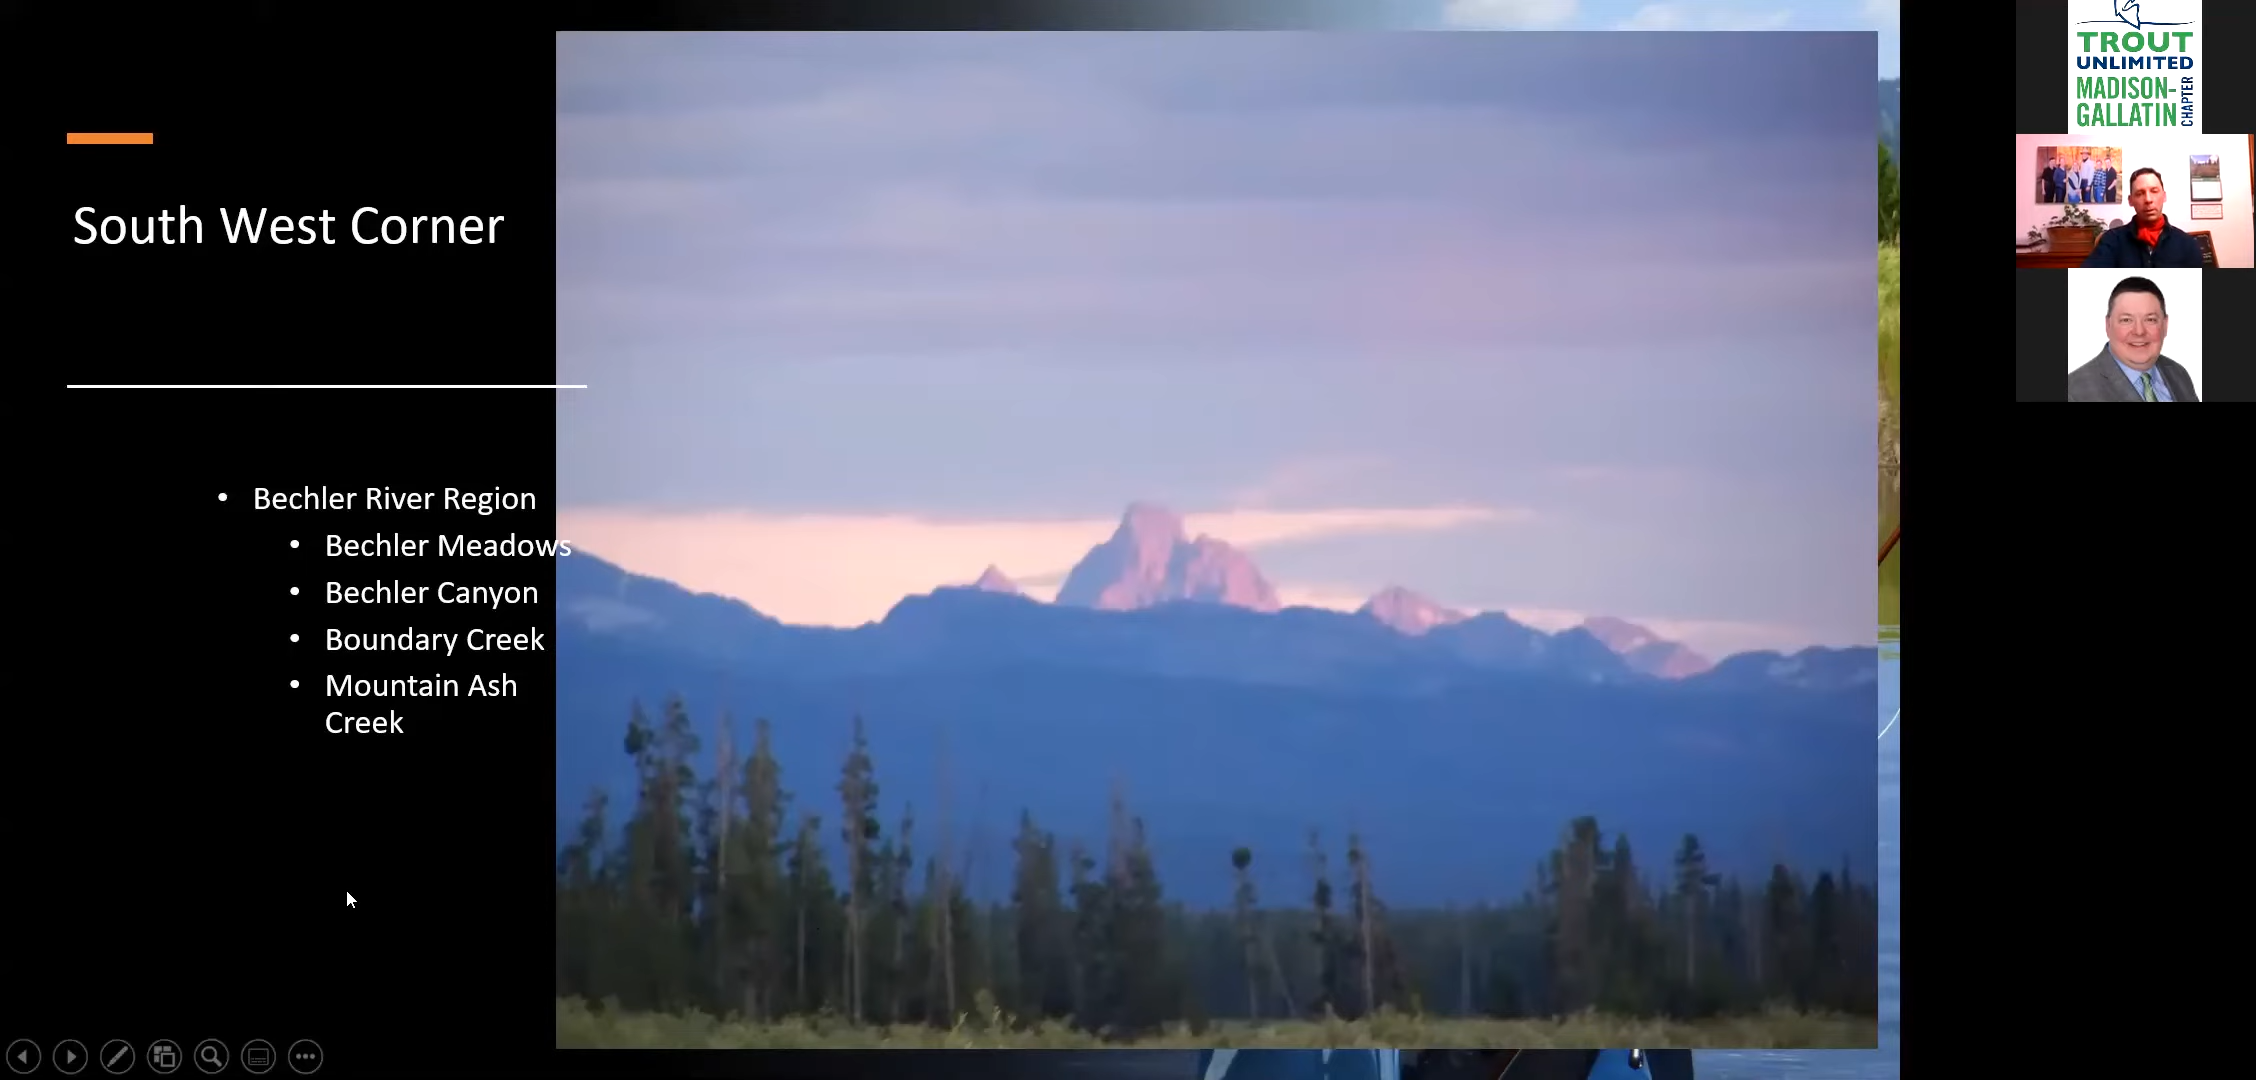 South West Corner
• Bechler River Region
• Bechler Meadows
• Bechler Canyon
• Boundary Creek
• Mountain Ash
Creek
TROUT
UNLIMITED
MADISON-
GALLATIN
CHAPTER